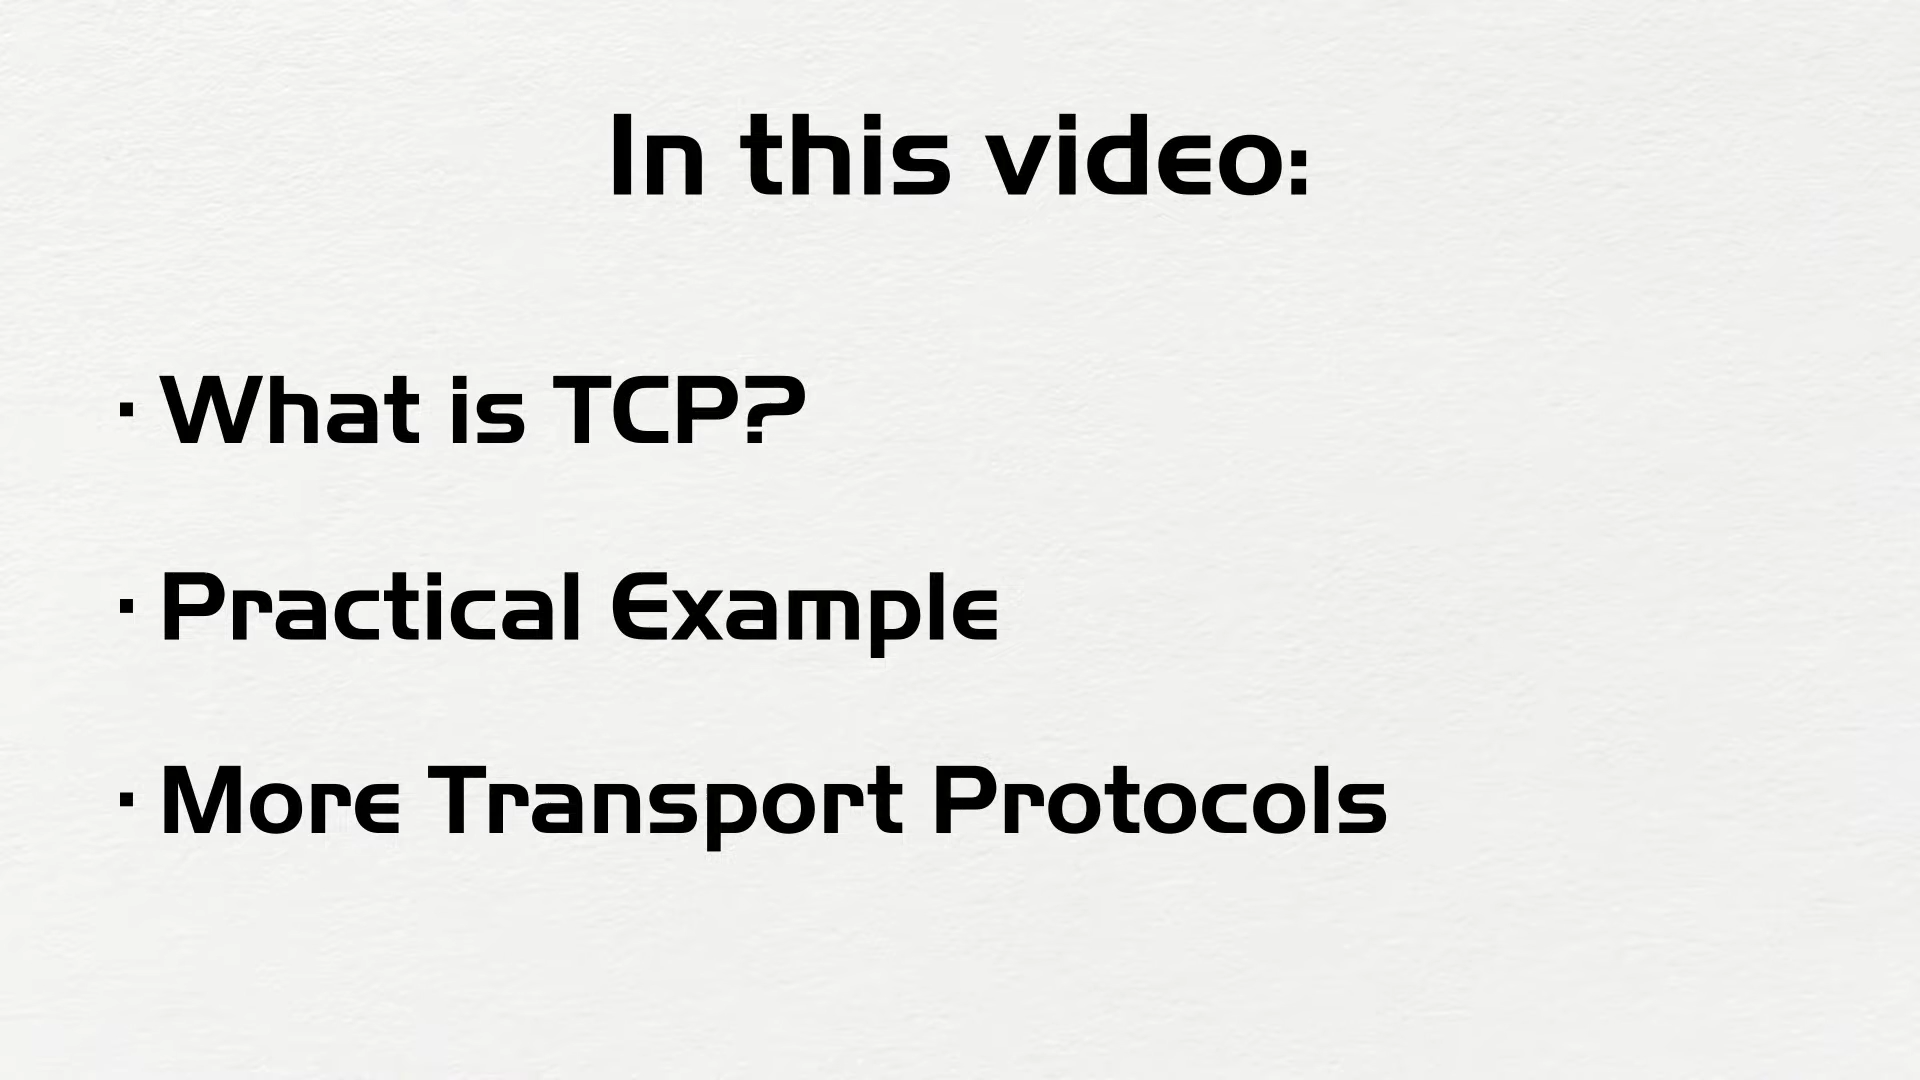 In this video:
· What is TCP?
· Practical Example
· More Transport Protocols